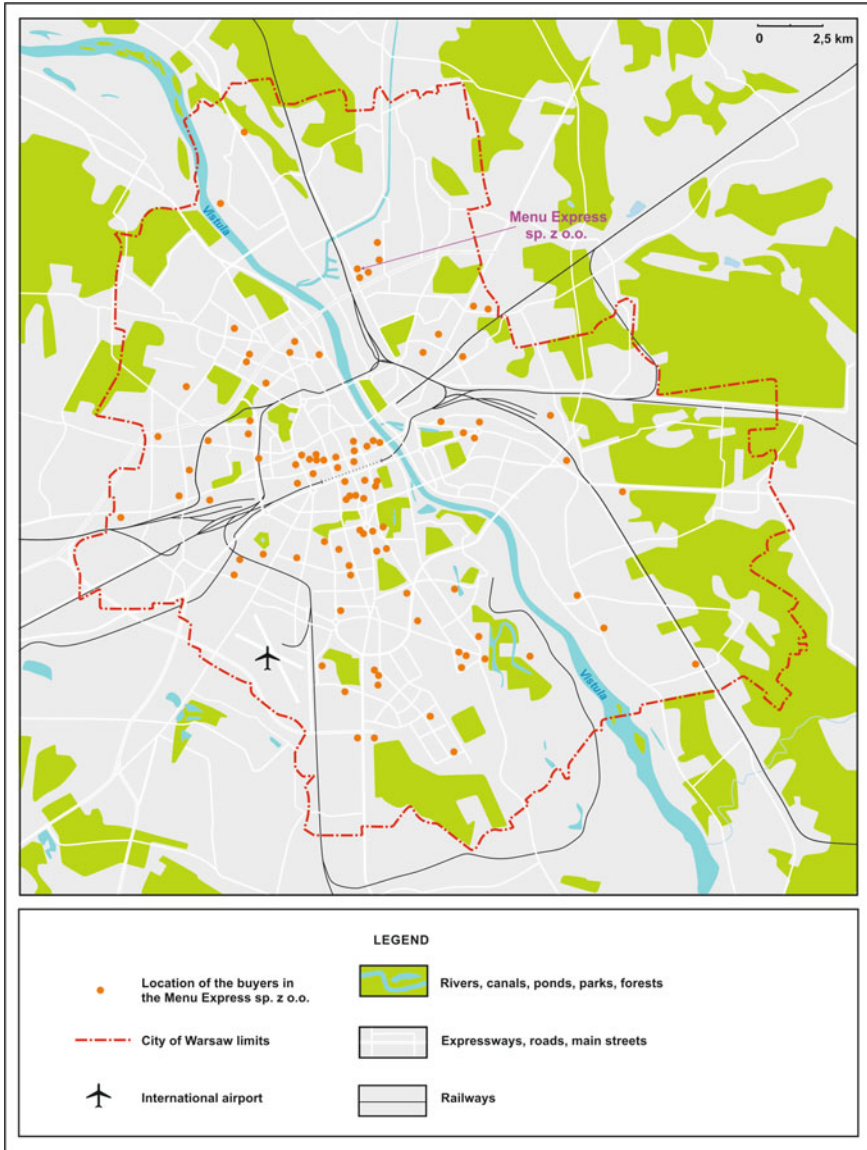 0 2,5 km
Vistula
Menu Express
sp. z o.o.
Vistula
LEGEND
Location of the buyers in
the Menu Express sp. z o.o.
Rivers, canals, ponds, parks, forests
City of Warsaw limits
Expressways, roads, main streets
International airport
Railways